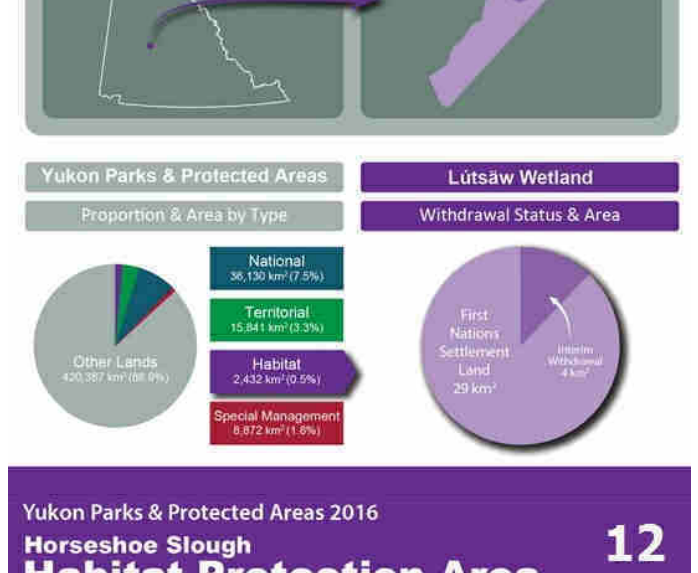 Yukon Parks & Protected Areas
Lútsäw Wetland
Proportion & Area by Type
Withdrawal Status & Area
Other Lands
420,387 km² (86.9%)
National
36,130 km² (7.5%)
Territorial
15,841 km² (3.3%)
Habitat
2,432 km² (0.5%)
Special Management
8,872 km² (1.8%)
First
Nations
Settlement
Land
29 km²
Interim
Withdrawal
4 km²
Yukon Parks & Protected Areas 2016
Horseshoe Slough
12
Habitat Protection Area